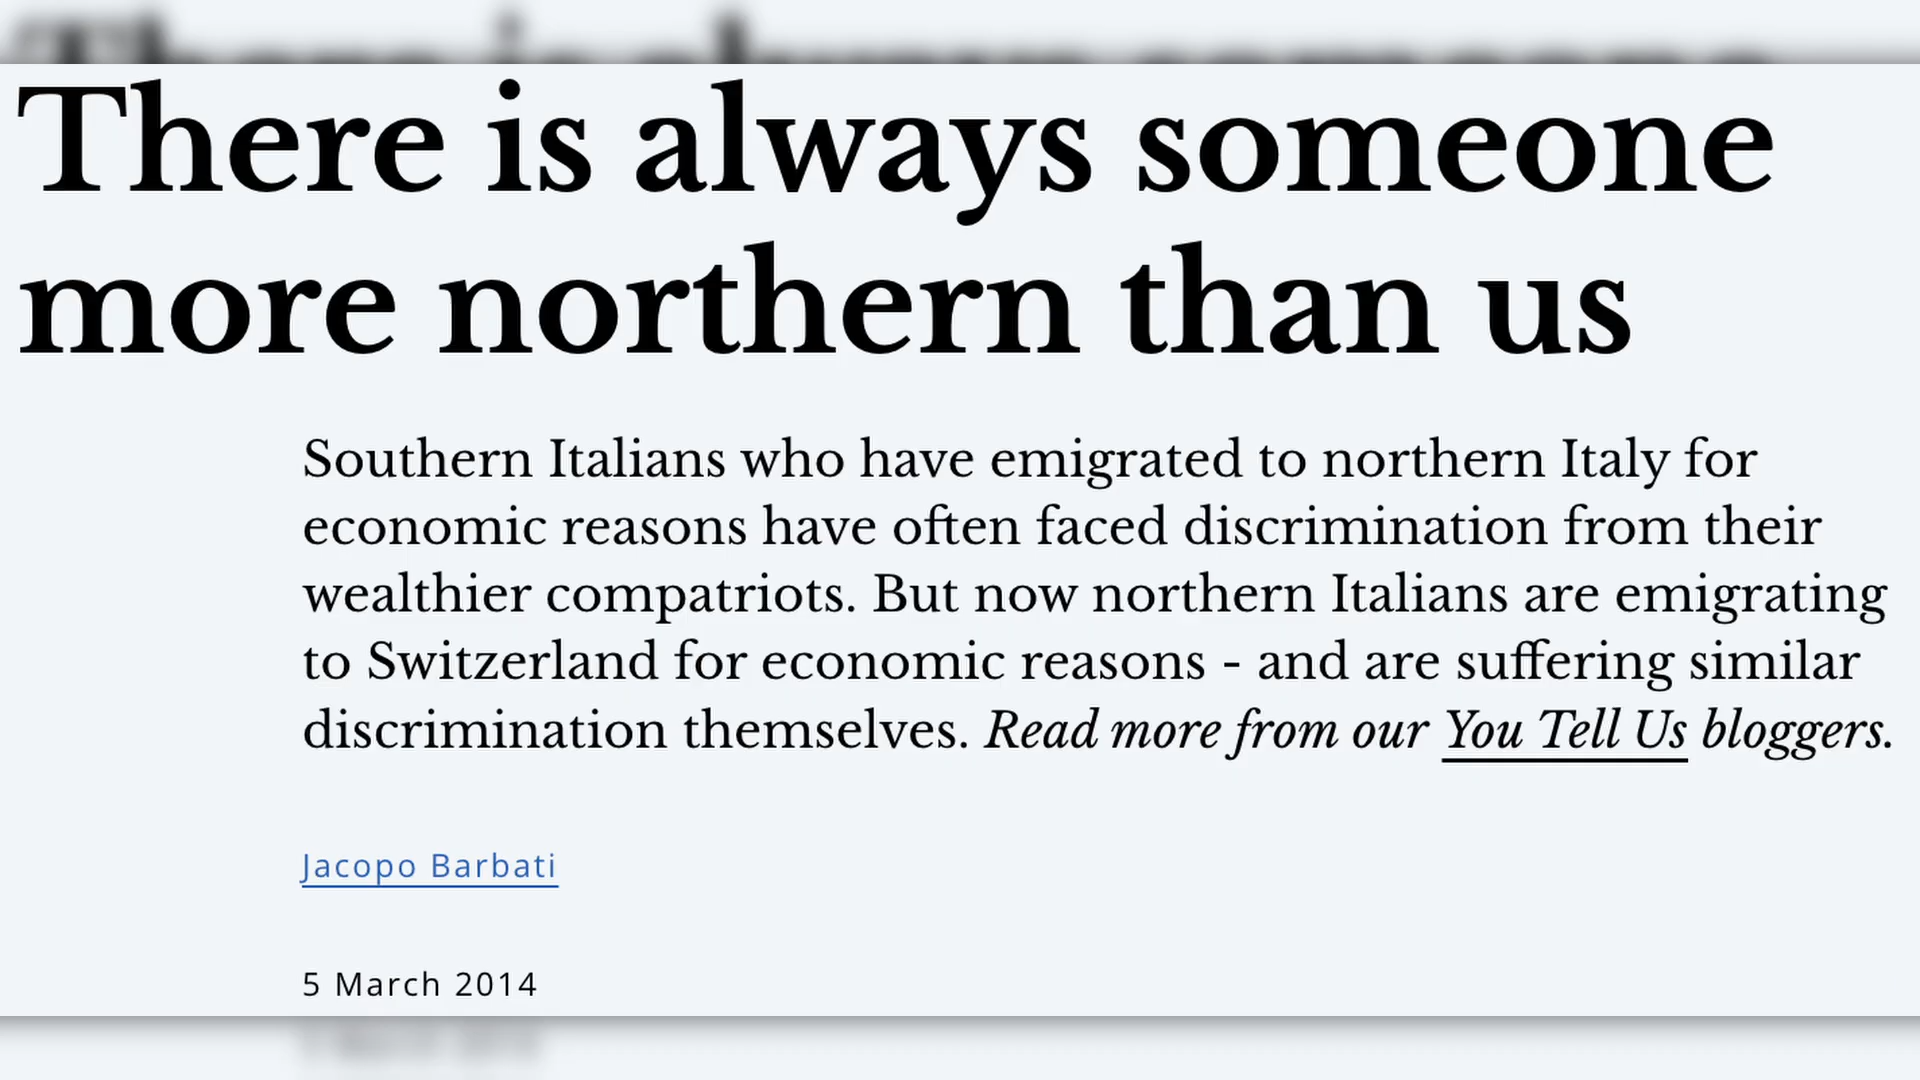 There is always someone
more northern than us
Southern Italians who have emigrated to northern Italy for
economic reasons have often faced discrimination from their
wealthier compatriots. But now northern Italians are emigrating
to Switzerland for economic reasons - and are suffering similar
discrimination themselves. Read more from our You Tell Us bloggers.
Jacopo Barbati
5 March 2014